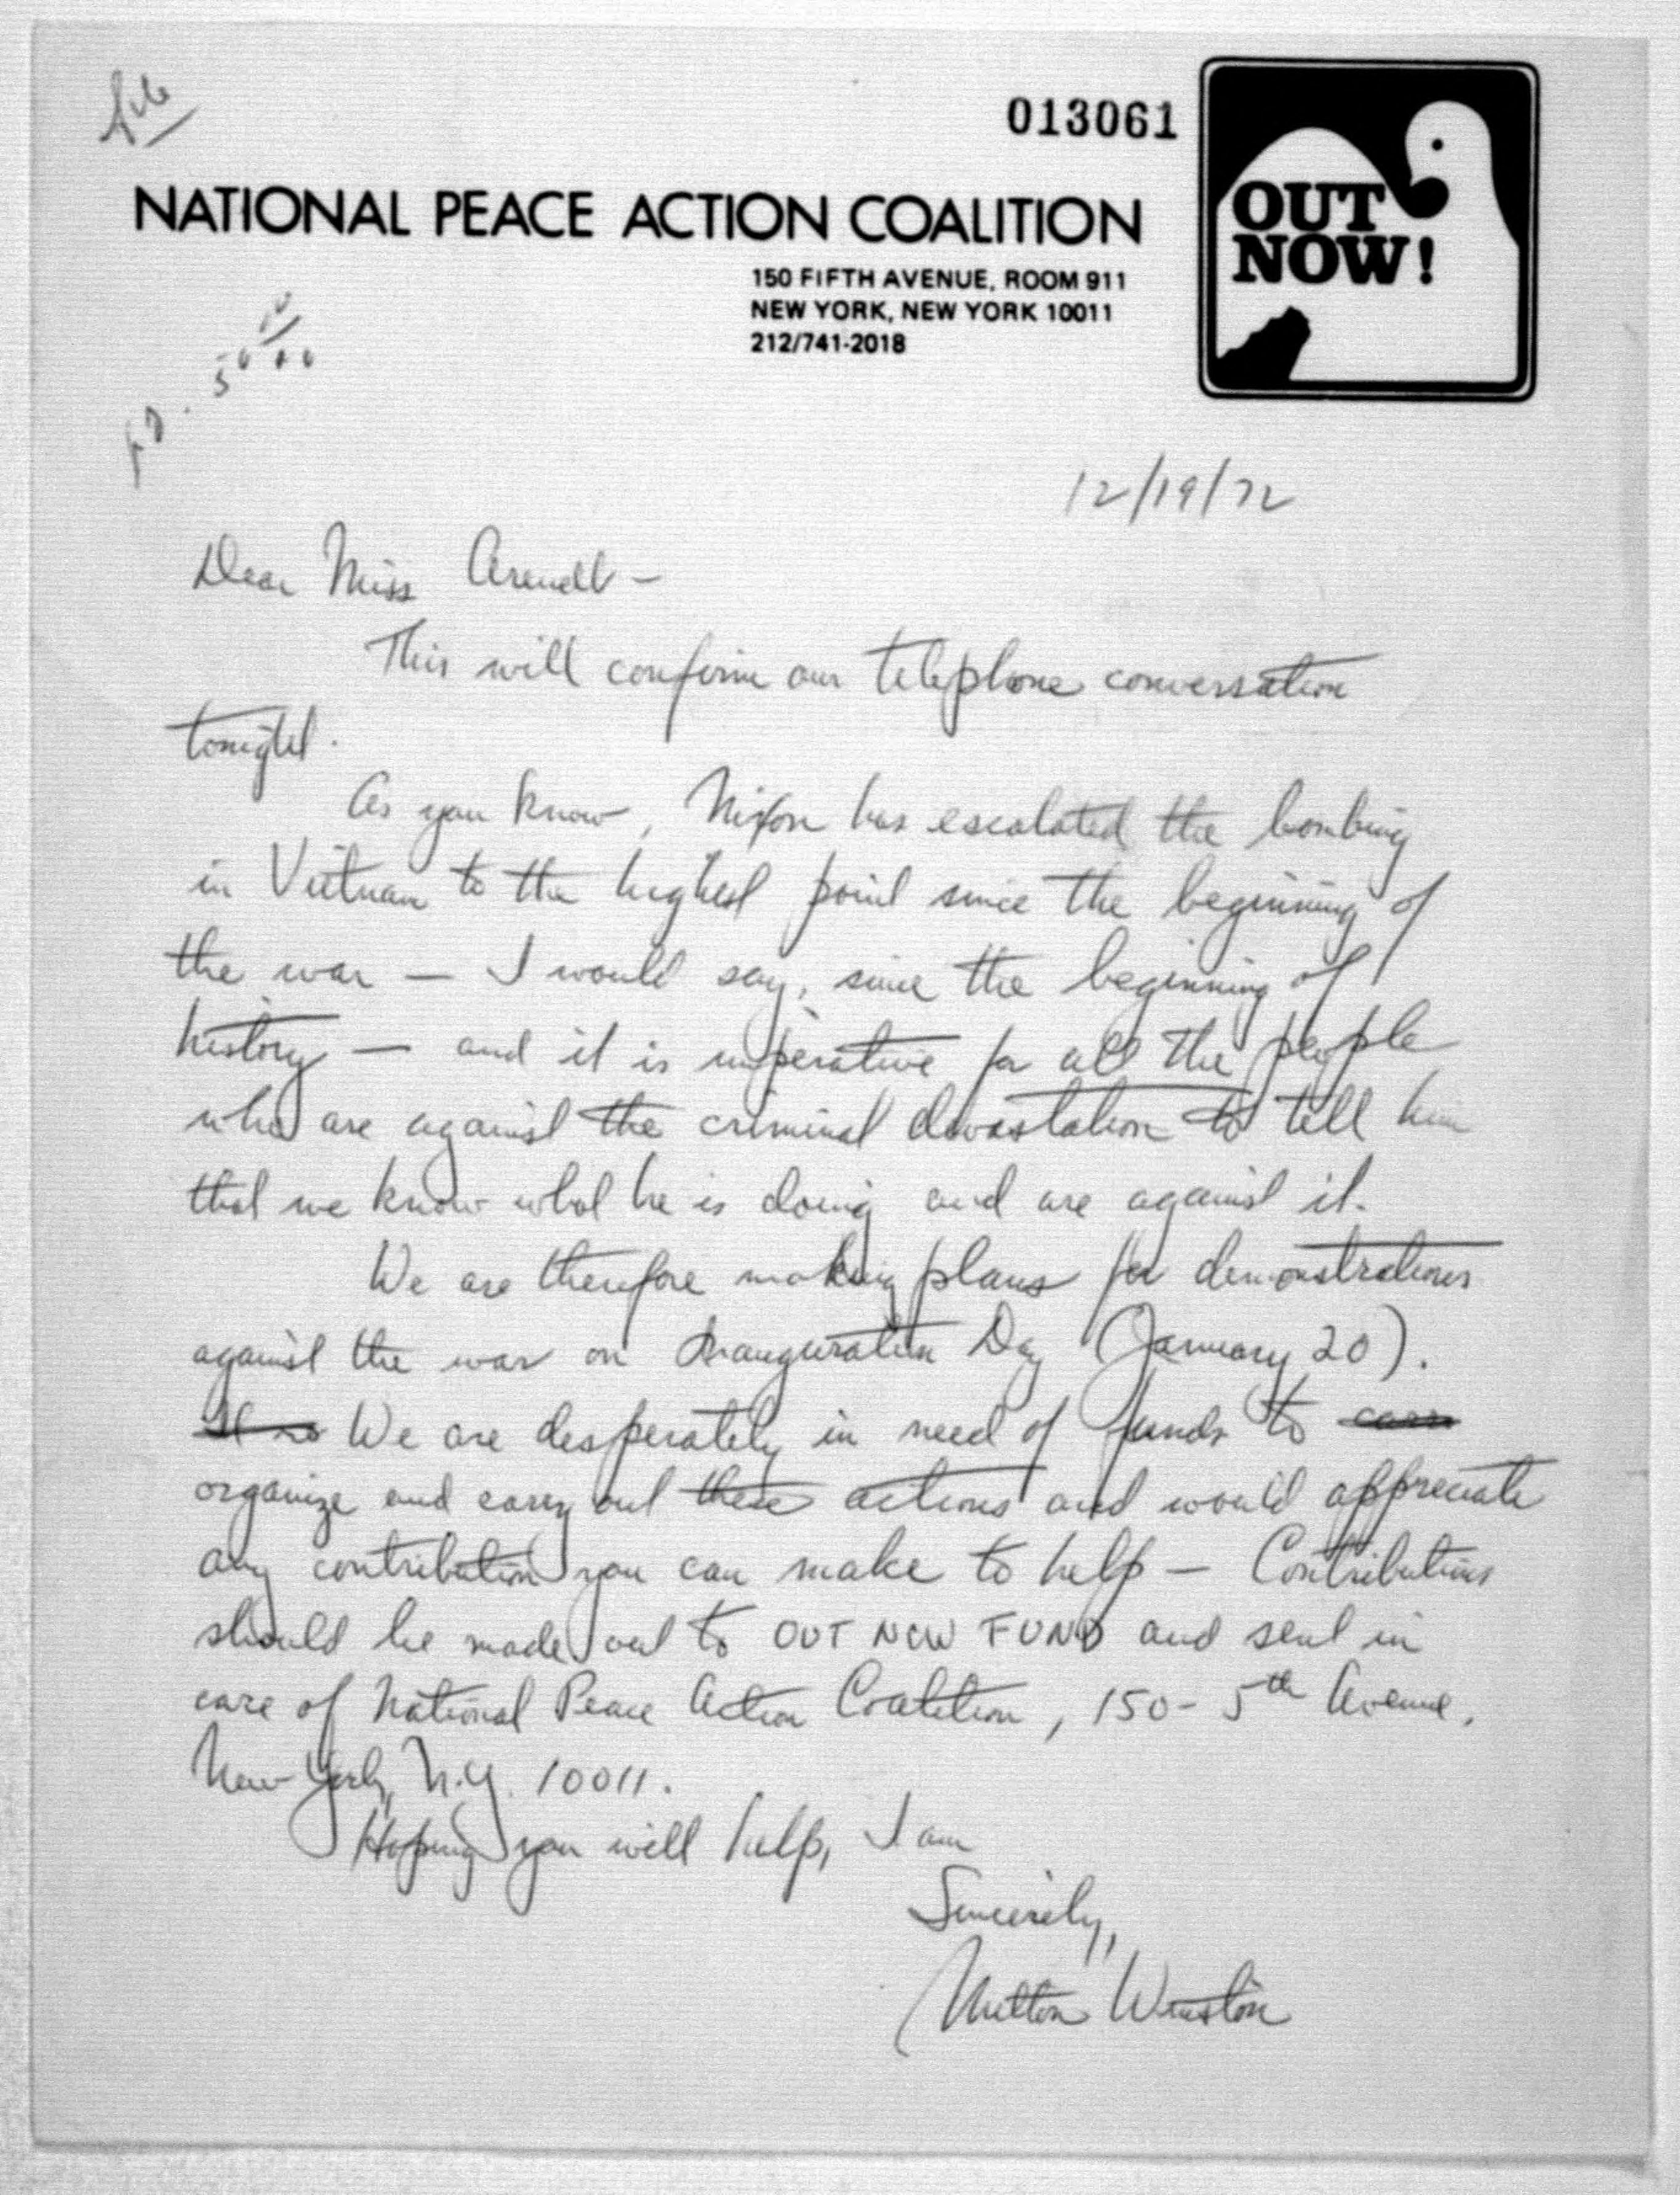 file
013061
NATIONAL PEACE ACTION COALITION
OUT
NOW!
150 FIFTH AVENUE, ROOM 911
NEW YORK, NEW YORK 10011
212/741-2018
12/19/72
Dear Miss Arendt -
This will confirm our telephone conversation
tonight.
As you know, Nixon has escalated the bombing
in Vietnam to the highest point since the beginning of
the war — I would say, since the beginning of
history — and it is imperative for all the people
who are against the criminal devastation to tell him
that we know what he is doing and are against it.
We are therefore making plans for demonstrations
against the war on Inauguration Day (January 20).
We are desperately in need of funds to
organize and carry out these actions and would appreciate
any contribution you can make to help — Contributions
should be made out to OUT NOW FUND and sent in
care of National Peace Action Coalition, 150 - 5th Avenue,
New York, N.Y. 10011.
Hoping you will help, I am
Sincerely,
Milton Winston